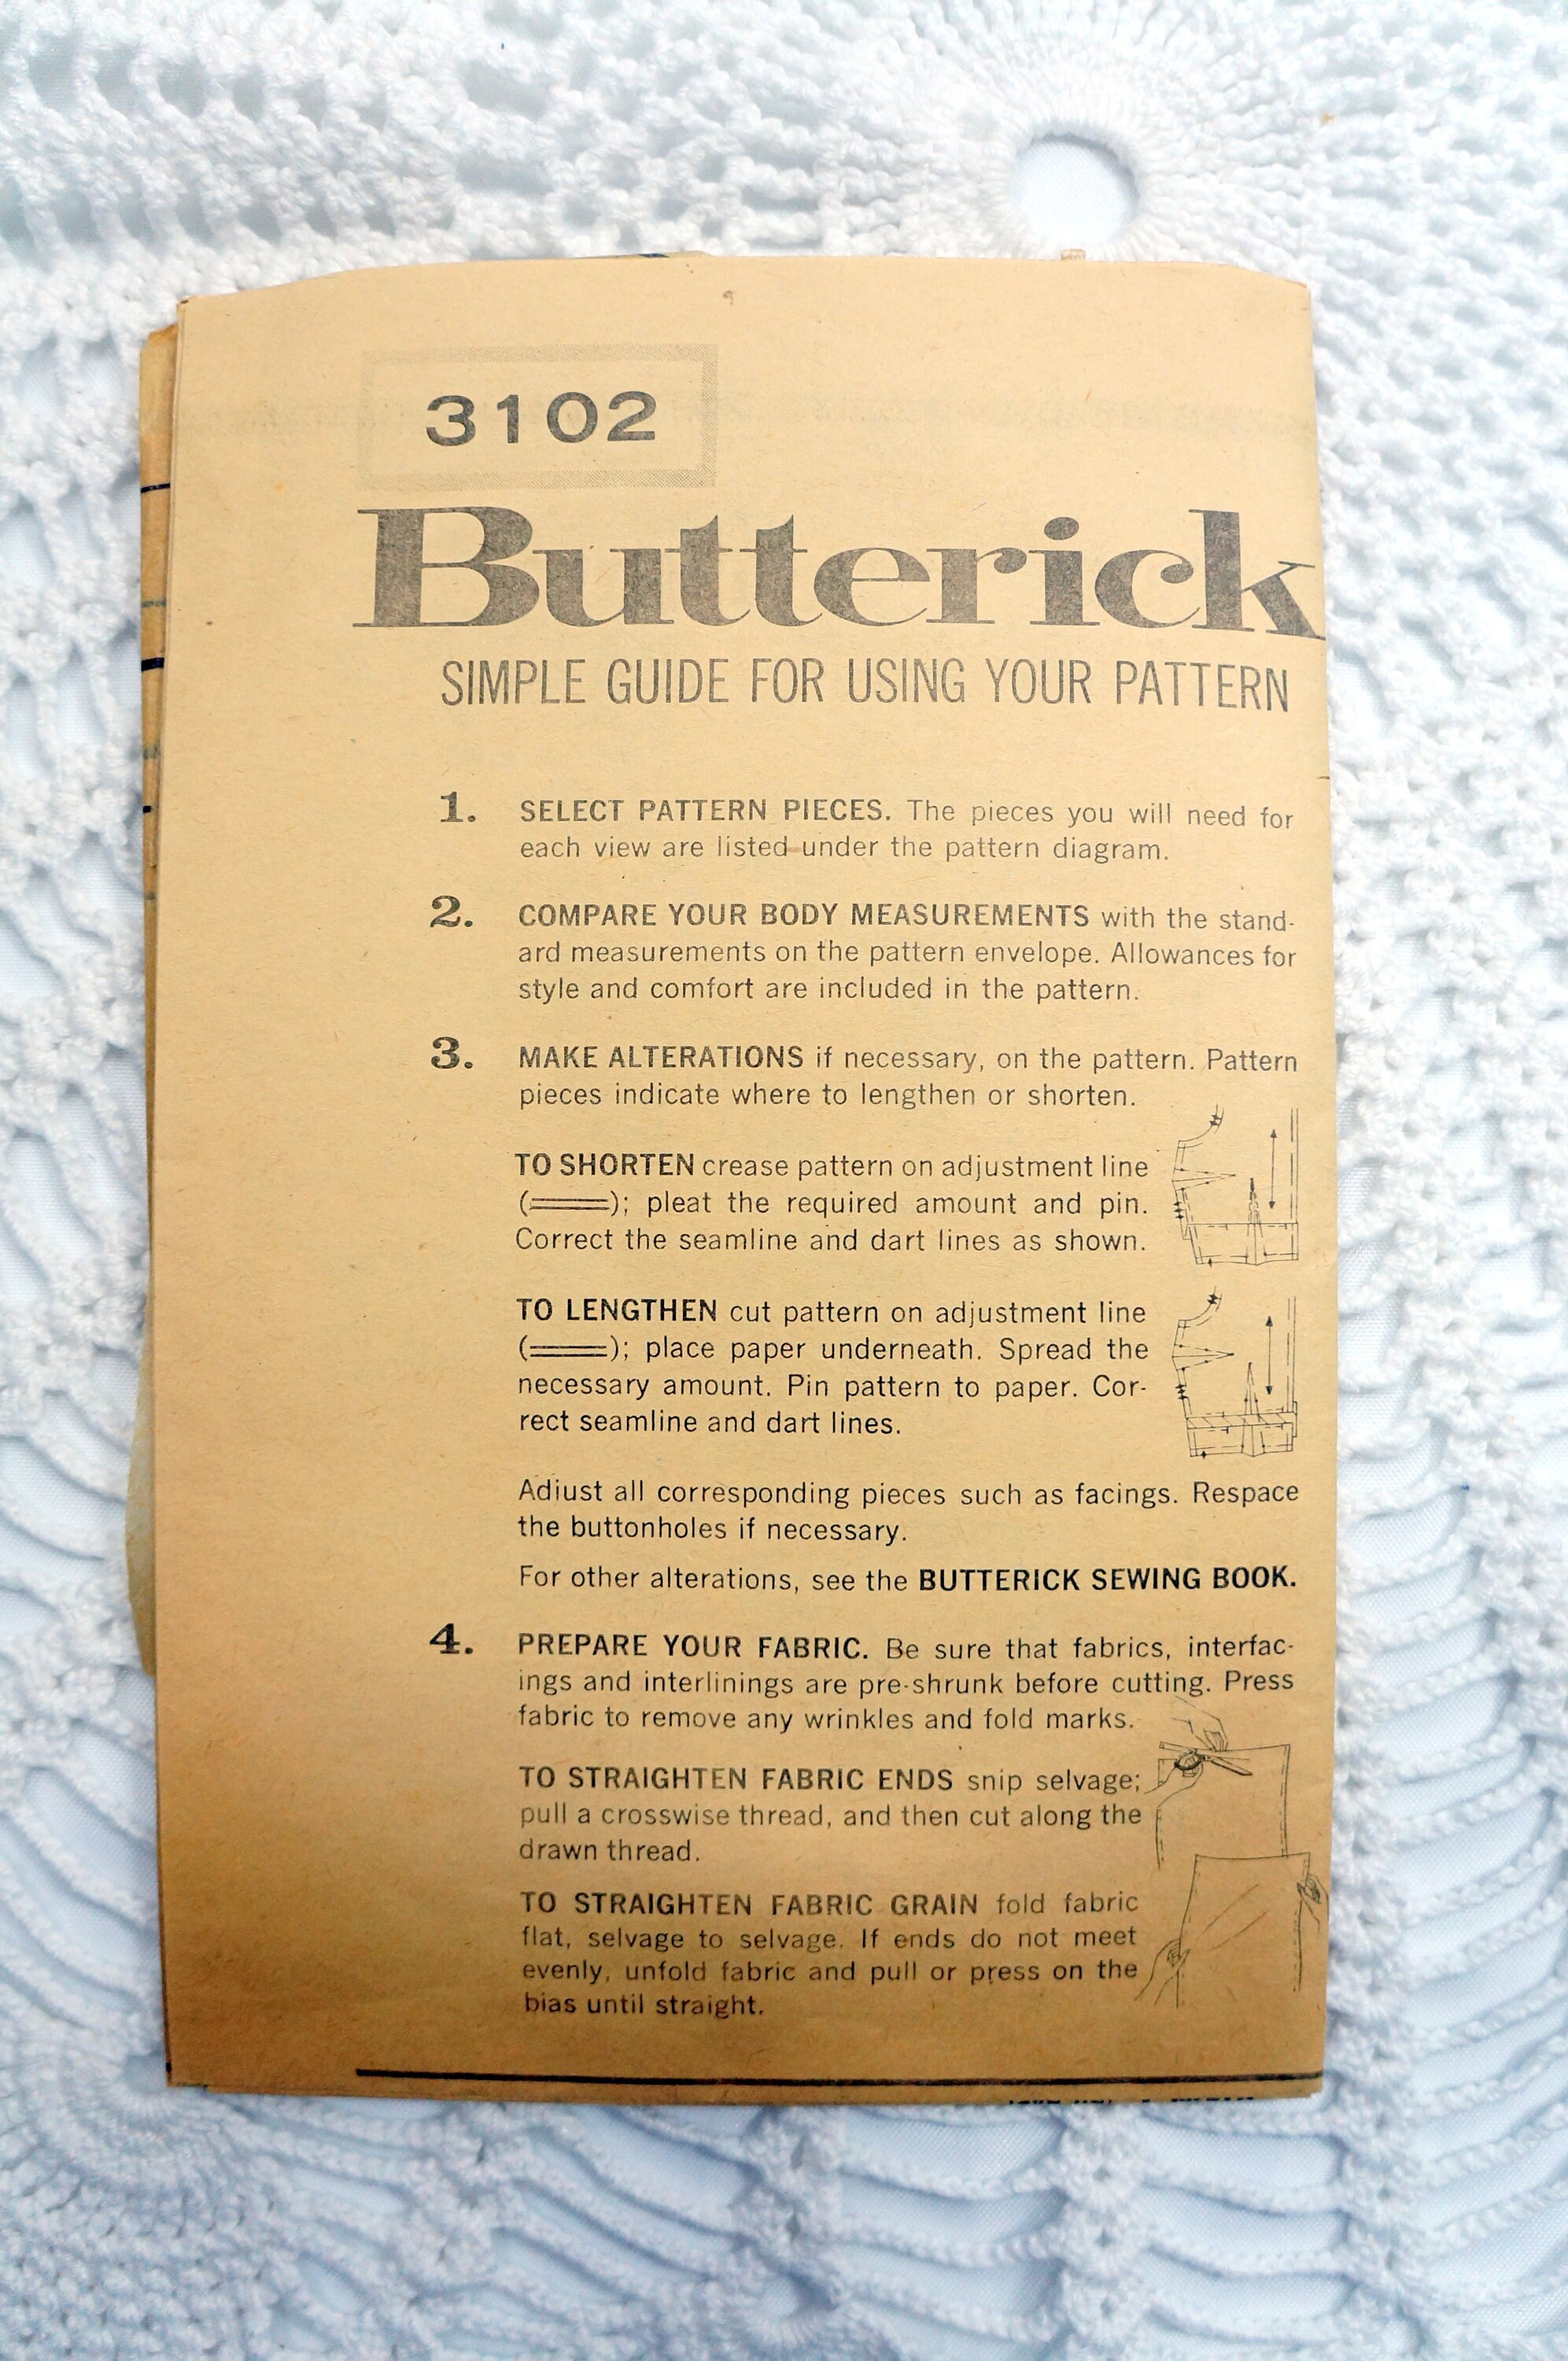 3102
Butterick
SIMPLE GUIDE FOR USING YOUR PATTERN
1. SELECT PATTERN PIECES. The pieces you will need for
each view are listed under the pattern diagram.
2. COMPARE YOUR BODY MEASUREMENTS with the stand-
ard measurements on the pattern envelope. Allowances for
style and comfort are included in the pattern.
3. MAKE ALTERATIONS if necessary, on the pattern. Pattern
pieces indicate where to lengthen or shorten.
TO SHORTEN crease pattern on adjustment line
(═══); pleat the required amount and pin.
Correct the seamline and dart lines as shown.
TO LENGTHEN cut pattern on adjustment line
(═══); place paper underneath. Spread the
necessary amount. Pin pattern to paper. Cor-
rect seamline and dart lines.
Adiust all corresponding pieces such as facings. Respace
the buttonholes if necessary.
For other alterations, see the BUTTERICK SEWING BOOK.
4. PREPARE YOUR FABRIC. Be sure that fabrics, interfac-
ings and interlinings are pre-shrunk before cutting. Press
fabric to remove any wrinkles and fold marks.
TO STRAIGHTEN FABRIC ENDS snip selvage;
pull a crosswise thread, and then cut along the
drawn thread.
TO STRAIGHTEN FABRIC GRAIN fold fabric
flat, selvage to selvage. If ends do not meet
evenly, unfold fabric and pull or press on the
bias until straight.